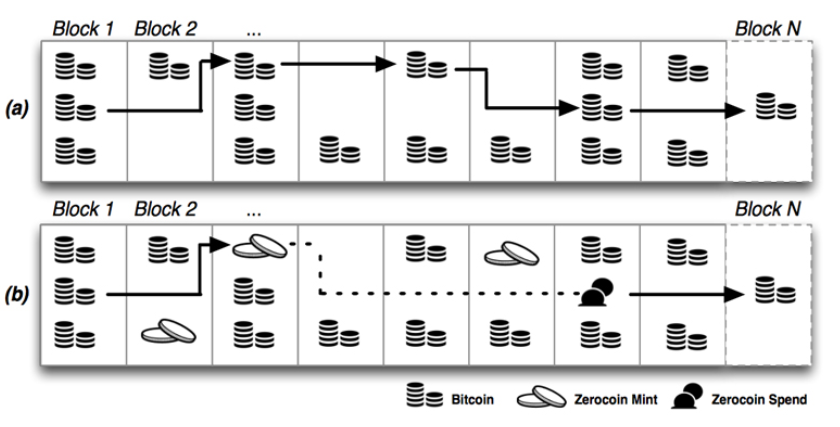 Block 1 Block 2 ... Block N
(a)
Block 1 Block 2 ... Block N
(b)
Bitcoin Zerocoin Mint Zerocoin Spend